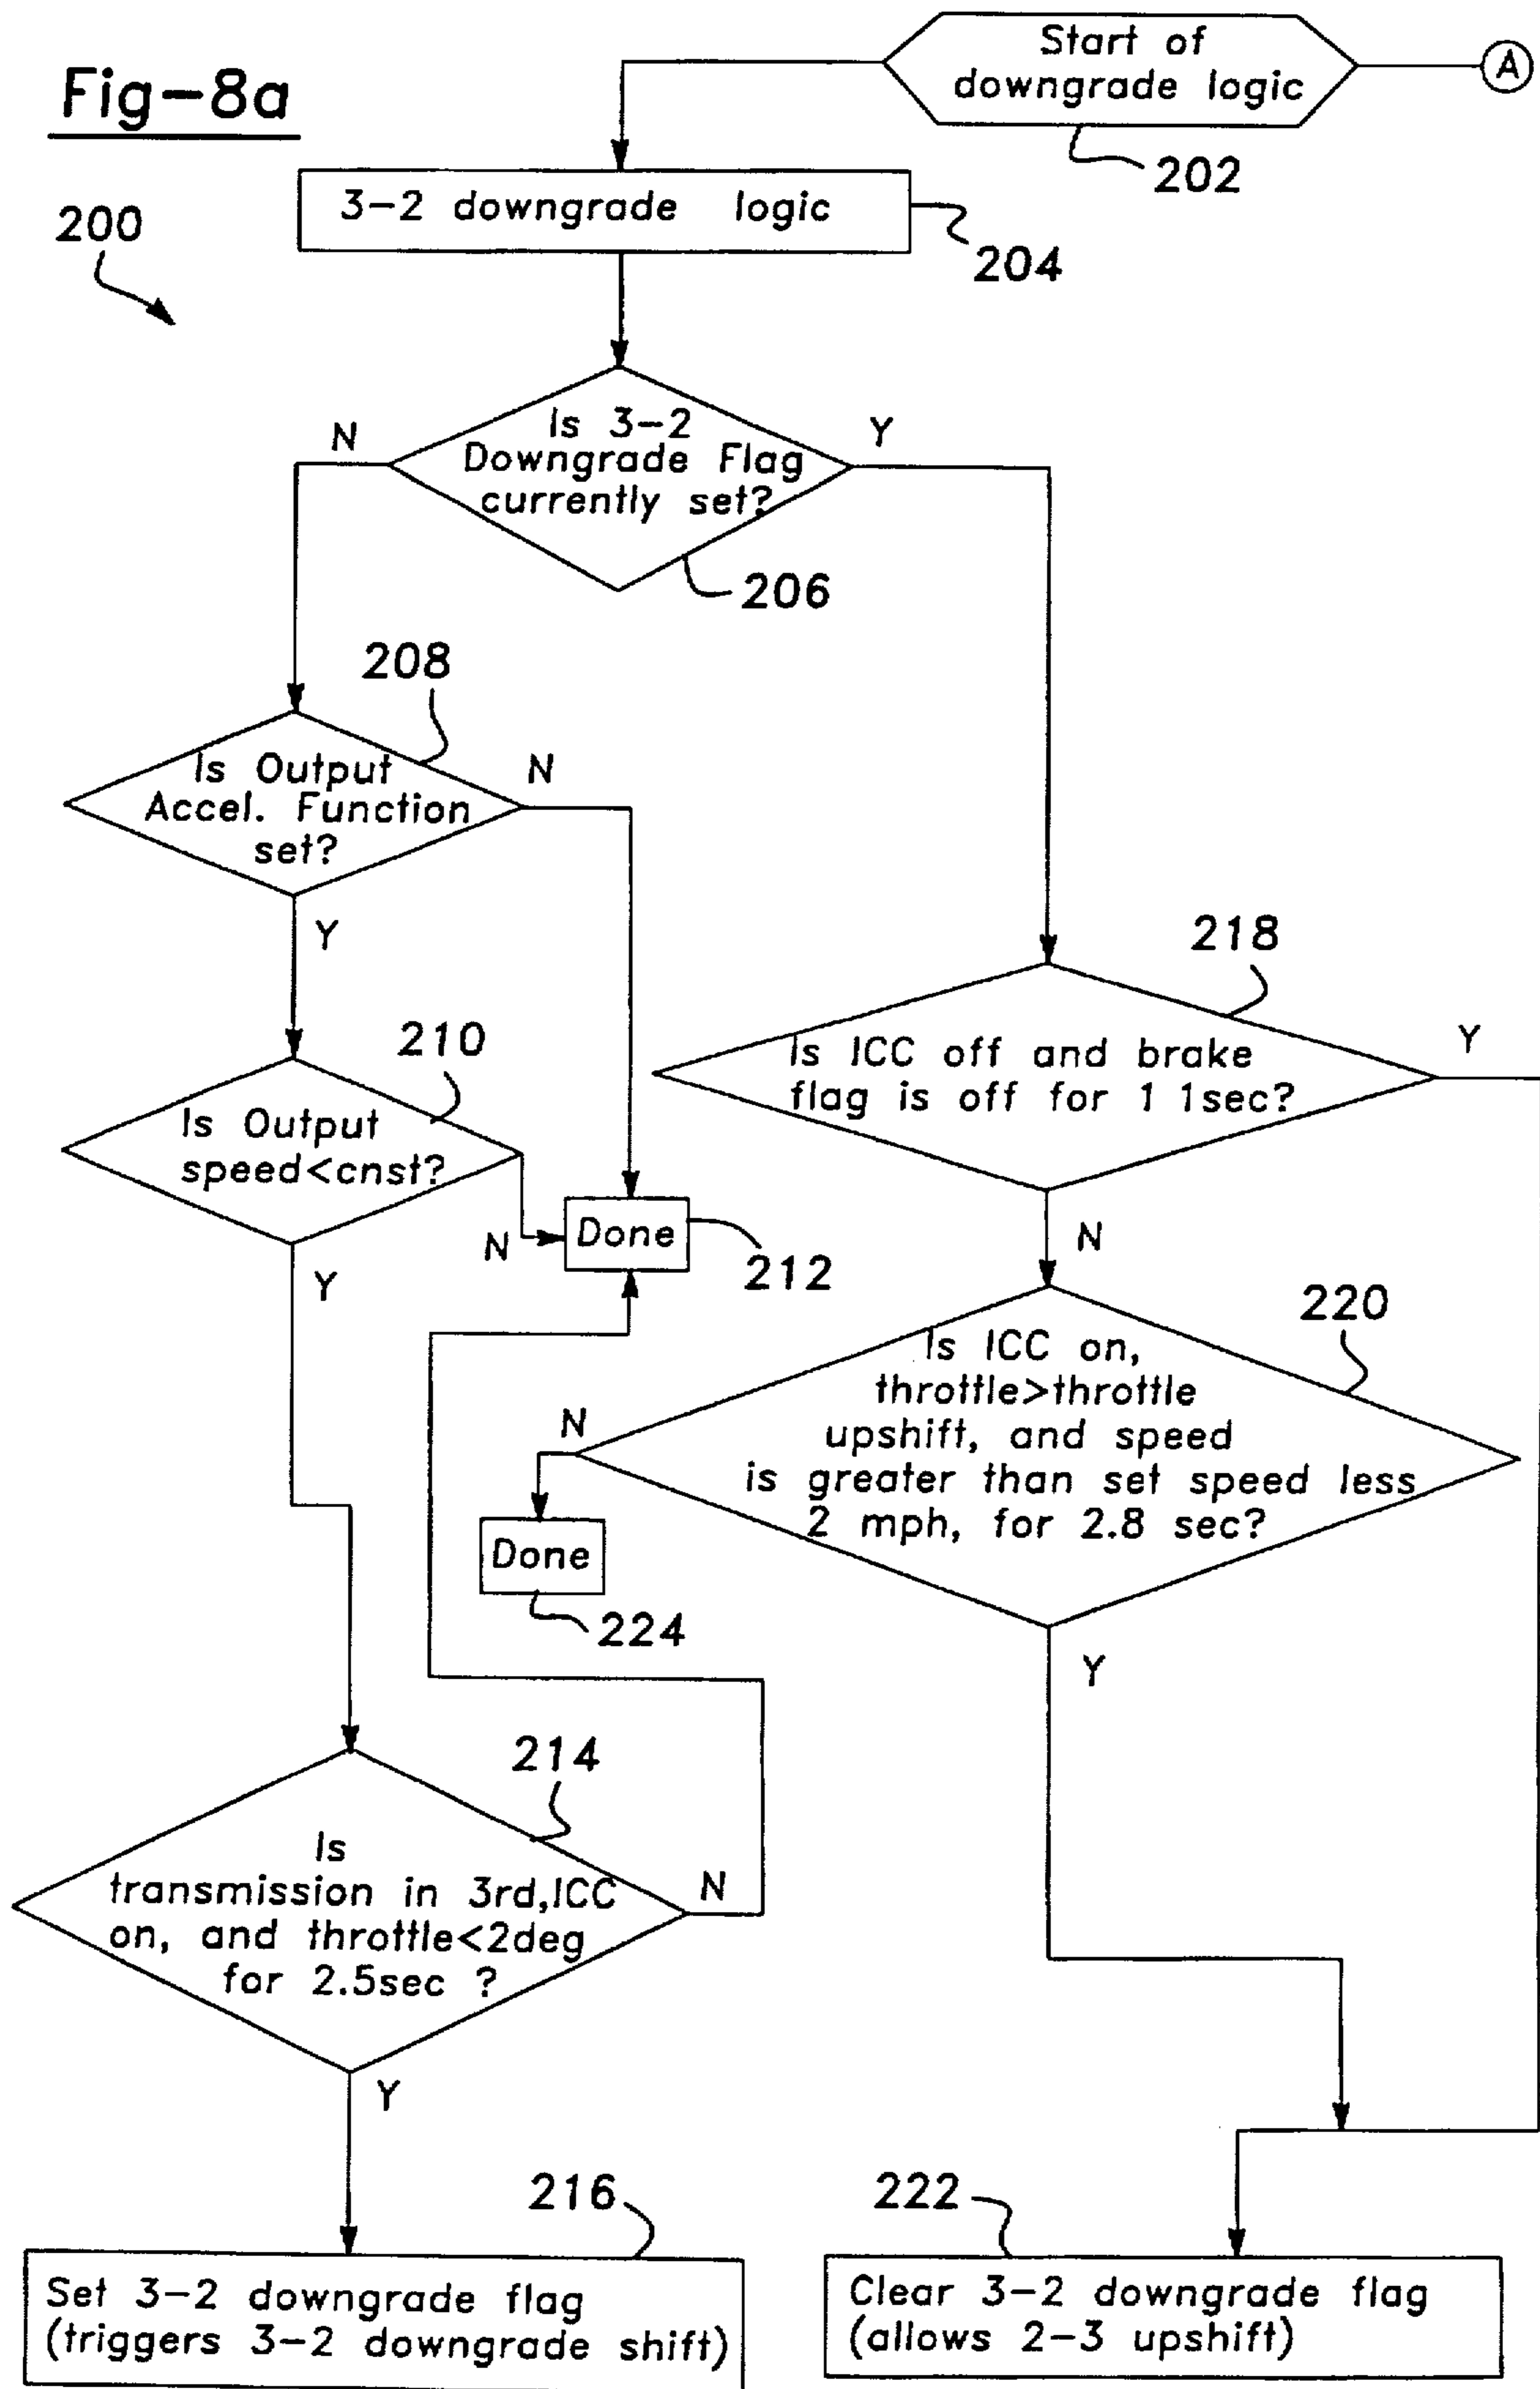 Fig-8a
Start of
downgrade logic
A
202
200
3-2 downgrade logic
204
Is 3-2
Downgrade Flag
currently set?
N
Y
206
208
Is Output
Accel. Function
set?
N
Y
210
Is Output
speed<cnst?
N
Y
Done
212
218
Is ICC off and brake
flag is off for 1 1sec?
Y
N
220
Is ICC on,
throttle>throttle
upshift, and speed
is greater than set speed less
2 mph, for 2.8 sec?
N
Done
224
Y
214
Is
transmission in 3rd,ICC
on, and throttle<2deg
for 2.5sec ?
N
Y
216
Set 3-2 downgrade flag
(triggers 3-2 downgrade shift)
222
Clear 3-2 downgrade flag
(allows 2-3 upshift)